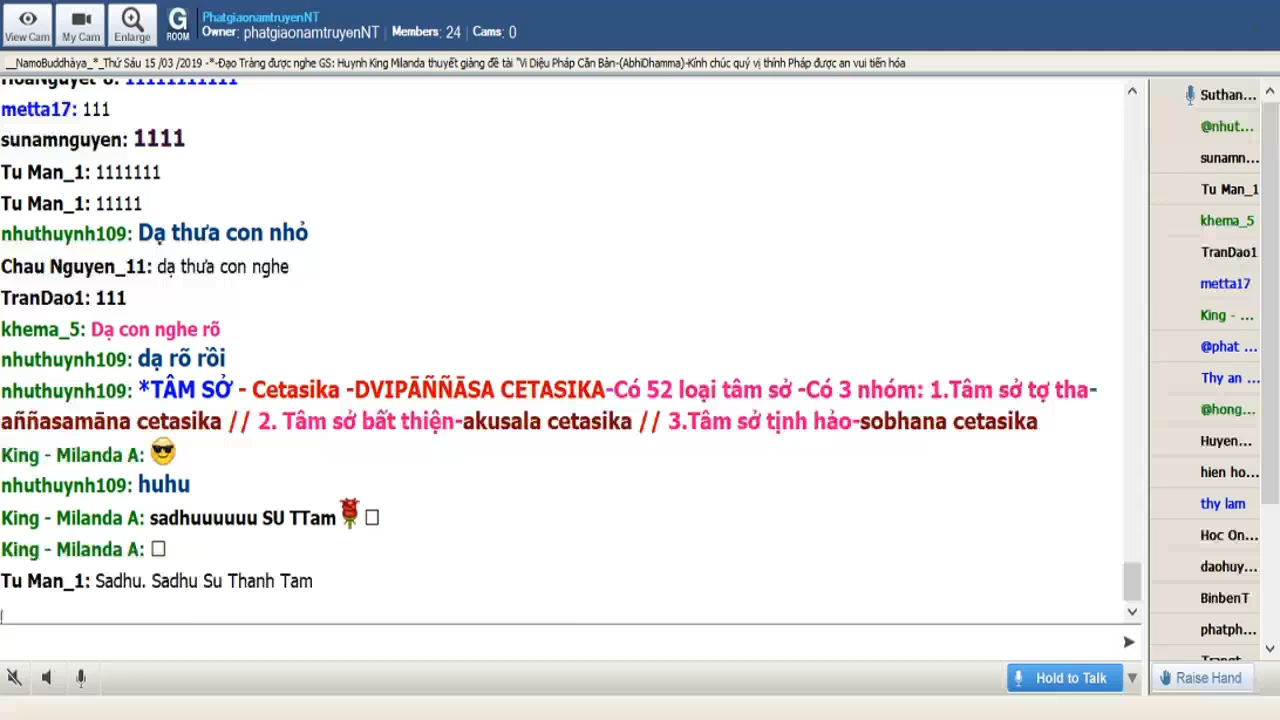 View Cam
My Cam
Enlarge
G ROOM
PhatgiaonamtruyenNT
Owner: phatgiaonamtruyenNT | Members: 24 | Cams: 0
__NamoBuddhàya_*_Thứ Sáu 15 /03 /2019 -*-Đạo Tràng được nghe GS: Huynh King Milanda thuyết giảng đề tài "Vi Diệu Pháp Căn Bản-(AbhiDhamma)-Kính chúc quý vị thính Pháp được an vui tiến hóa
metta17: 111
sunamnguyen: 1111
Tu Man_1: 1111111
Tu Man_1: 11111
nhuthuynh109: Dạ thưa con nhỏ
Chau Nguyen_11: dạ thưa con nghe
TranDao1: 111
khema_5: Dạ con nghe rõ
nhuthuynh109: dạ rõ rồi
nhuthuynh109: *TÂM SỞ - Cetasika -DVIPĀÑÑĀSA CETASIKA-Có 52 loại tâm sở -Có 3 nhóm: 1.Tâm sở tợ tha-
aññasamāna cetasika // 2. Tâm sở bất thiện-akusala cetasika // 3.Tâm sở tịnh hảo-sobhana cetasika
King - Milanda A:
nhuthuynh109: huhu
King - Milanda A: sadhuuuuuu SU TTam
King - Milanda A:
Tu Man_1: Sadhu. Sadhu Su Thanh Tam
Suthan...
@nhut...
sunamn...
Tu Man_1
khema_5
TranDao1
metta17
King - ...
@phat ...
Thy an ...
@hong...
Huyen...
hien ho...
thy lam
Hoc On...
daohuy...
BinbenT
phatph...
Hold to Talk
Raise Hand